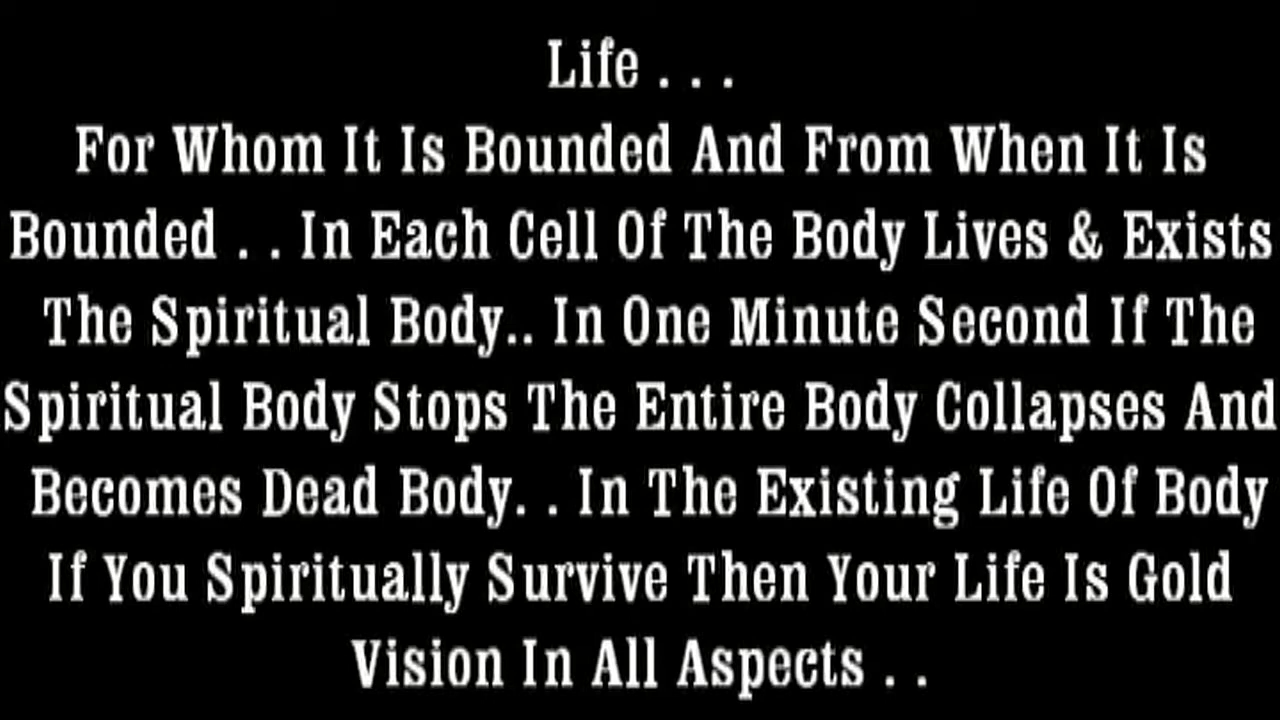 Life . . .
For Whom It Is Bounded And From When It Is
Bounded . . In Each Cell Of The Body Lives & Exists
The Spiritual Body.. In One Minute Second If The
Spiritual Body Stops The Entire Body Collapses And
Becomes Dead Body. . In The Existing Life Of Body
If You Spiritually Survive Then Your Life Is Gold
Vision In All Aspects . .